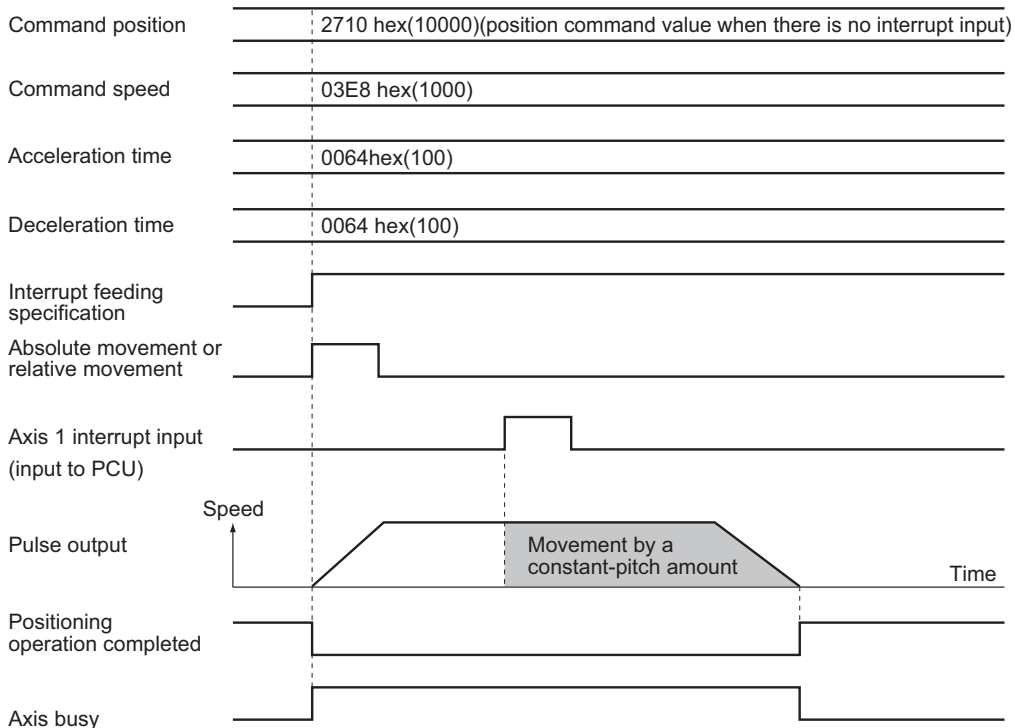 Command position
2710 hex(10000)(position command value when there is no interrupt input)
Command speed
03E8 hex(1000)
Acceleration time
0064hex(100)
Deceleration time
0064 hex(100)
Interrupt feeding
specification
Absolute movement or
relative movement
Axis 1 interrupt input
(input to PCU)
Speed
Pulse output
Movement by a
constant-pitch amount
Time
Positioning
operation completed
Axis busy